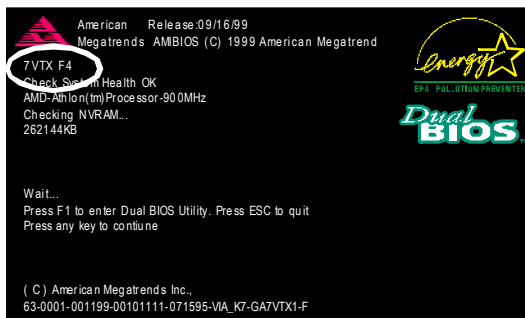 American Release:09/16/99
Megatrends AMIBIOS (C) 1999 American Megatrend
7VTX F4
Check System Health OK
AMD-Athlon(tm)Processor-900MHz
Checking NVRAM...
262144KB
Wait...
Press F1 to enter Dual BIOS Utility. Press ESC to quit
Press any key to contiune
( C ) American Megatrends Inc.,
63-0001-001199-00101111-071595-VIA_K7-GA7VTX1-F
Energy
EPA POLLUTION PREVENTER
Dual
BIOS